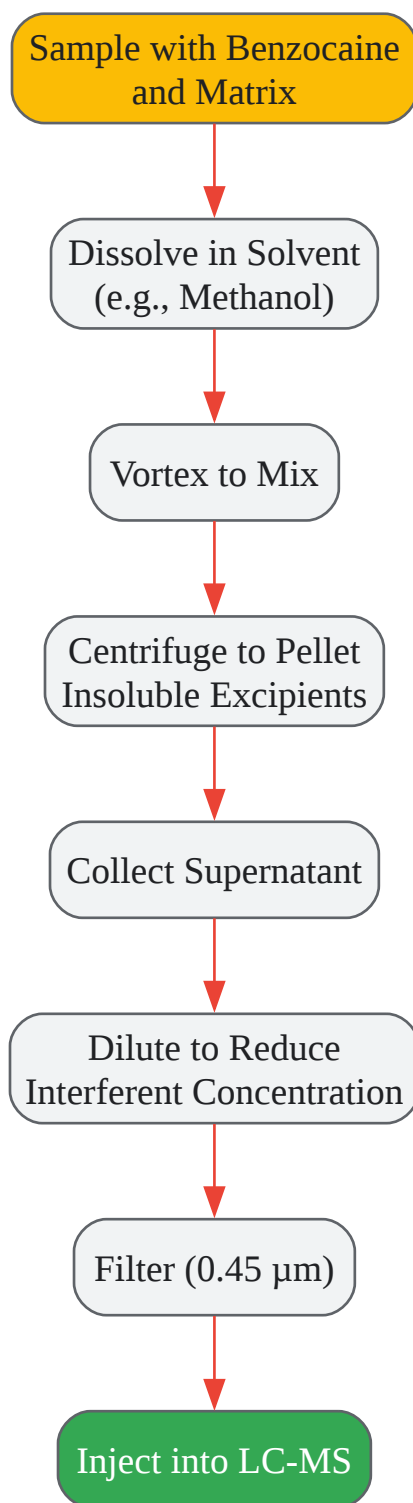 Sample with Benzocaine
and Matrix
Dissolve in Solvent
(e.g., Methanol)
Vortex to Mix
Centrifuge to Pellet
Insoluble Excipients
Collect Supernatant
Dilute to Reduce
Interferent Concentration
Filter (0.45 µm)
Inject into LC-MS